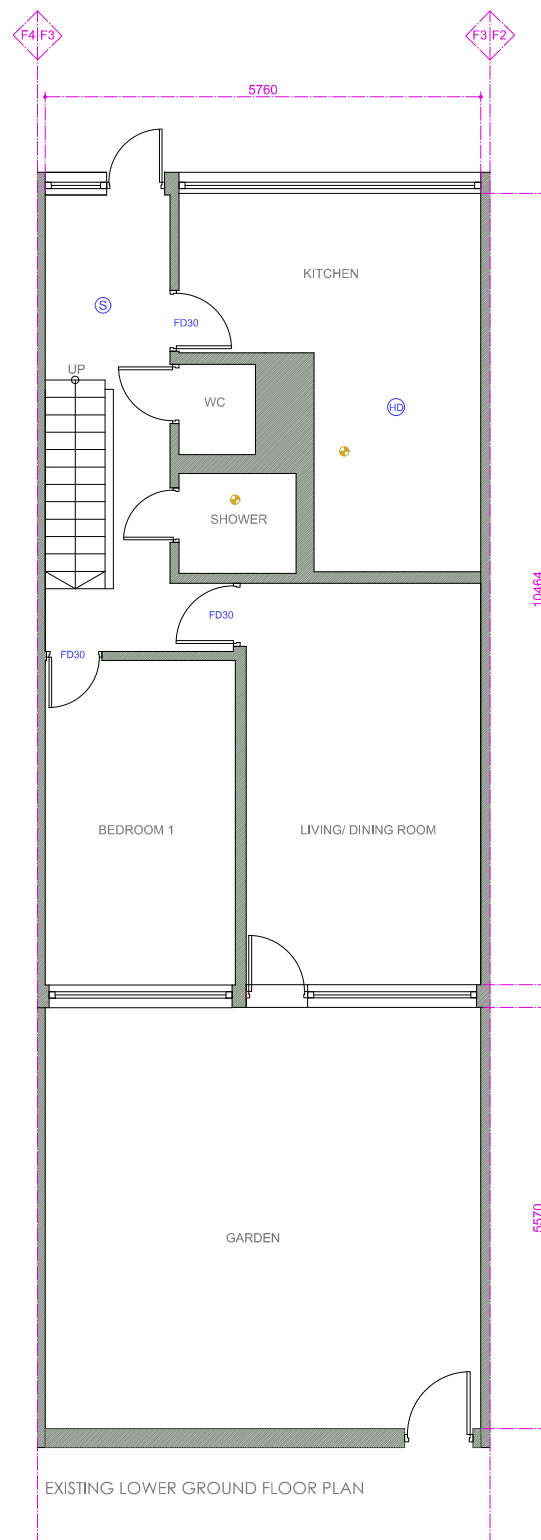 F4 F3
F3 F2
5760
KITCHEN
S
FD30
UP
WC
HD
SHOWER
10464
FD30
FD30
BEDROOM 1
LIVING/ DINING ROOM
5570
GARDEN
EXISTING LOWER GROUND FLOOR PLAN